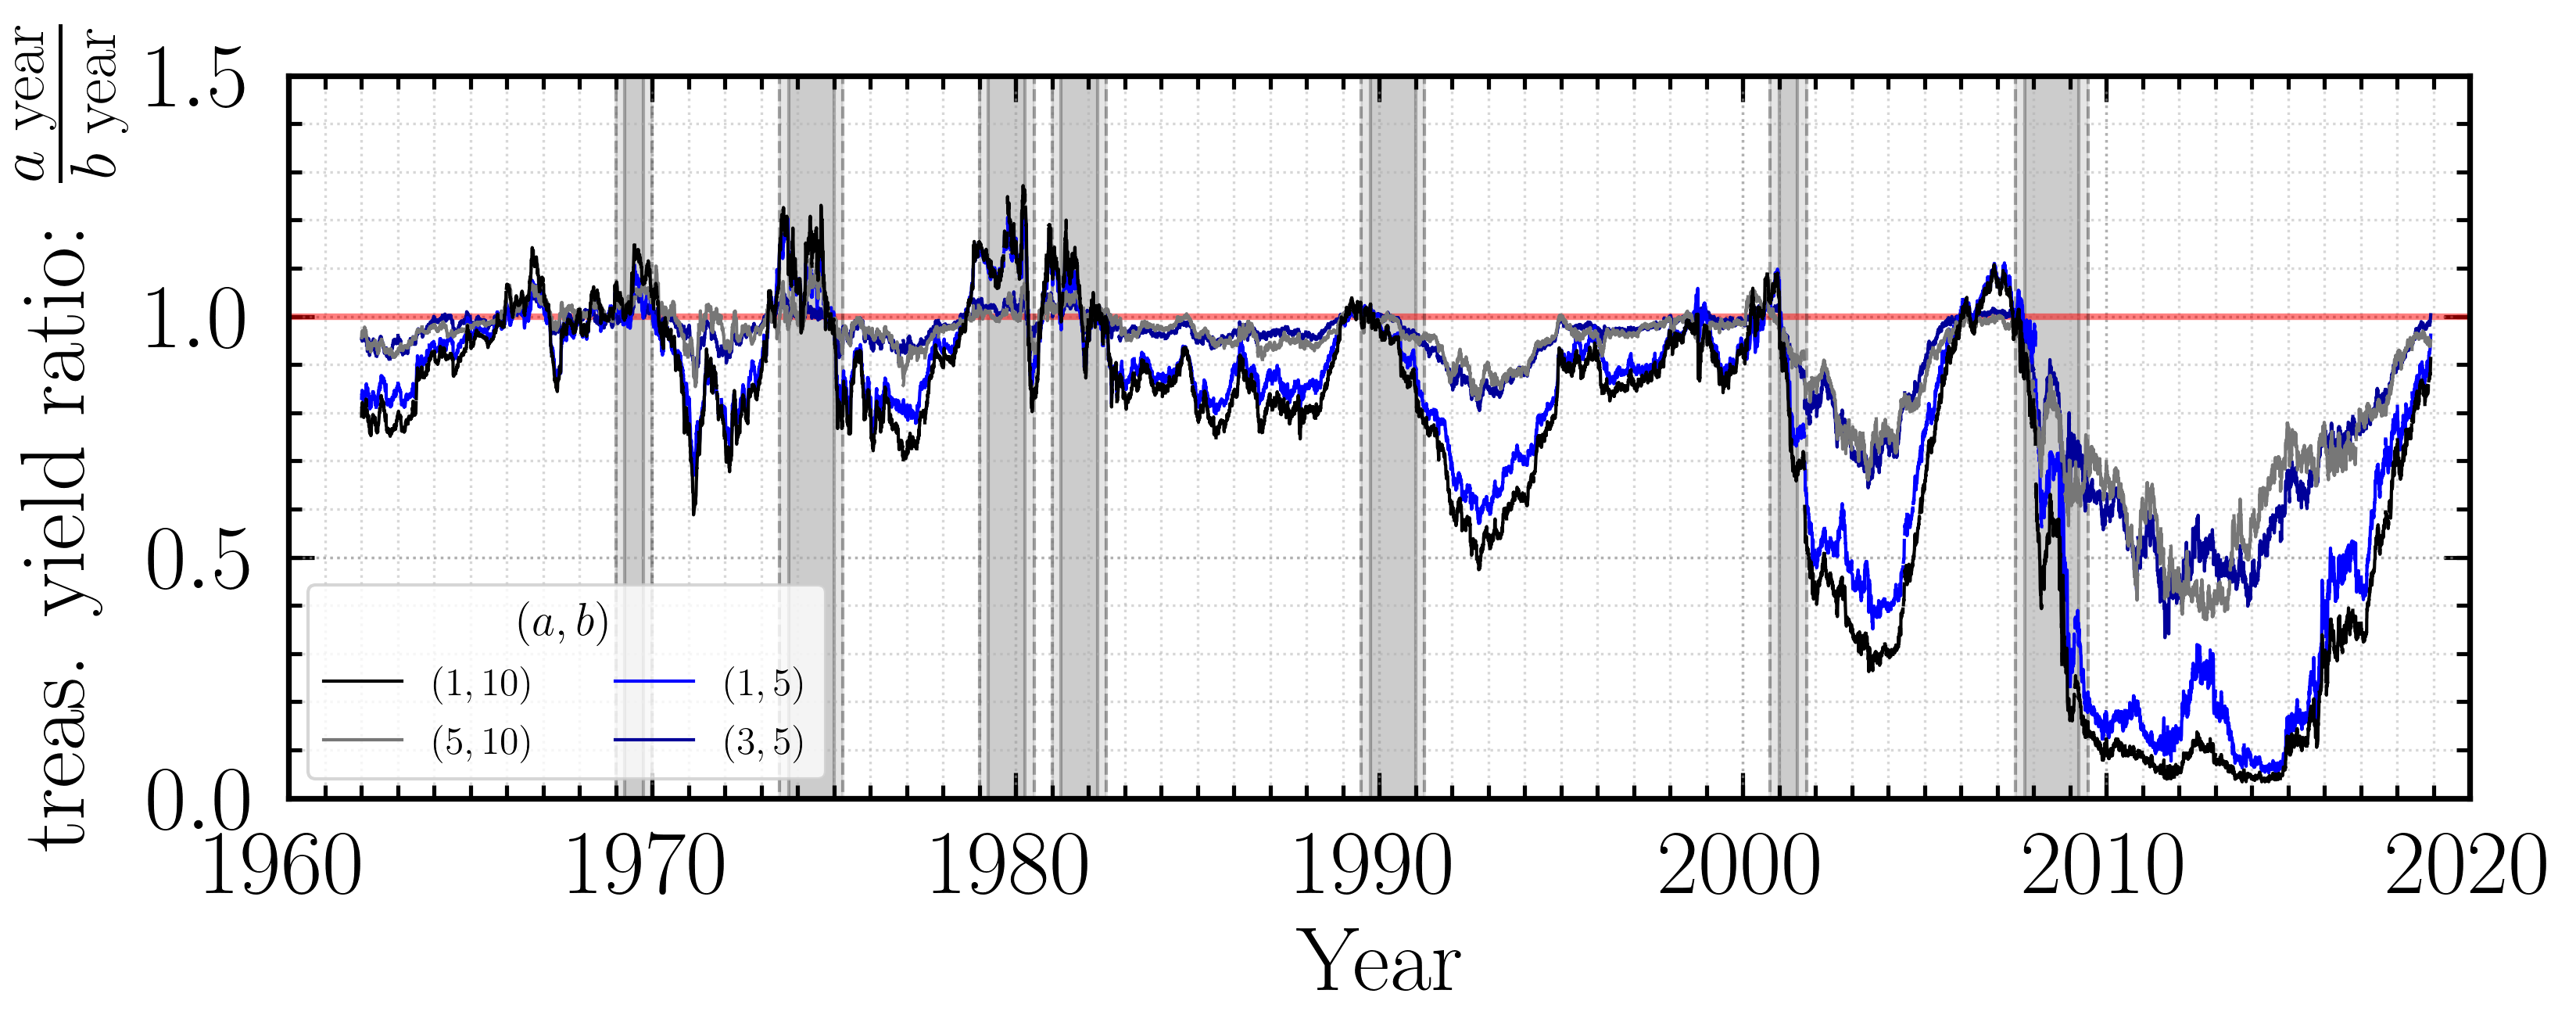 treas. yield ratio: a year / b year
1.5
1.0
0.5
0.0
(a, b)
(1, 10) (1, 5)
(5, 10) (3, 5)
1960 1970 1980 1990 2000 2010 2020
Year